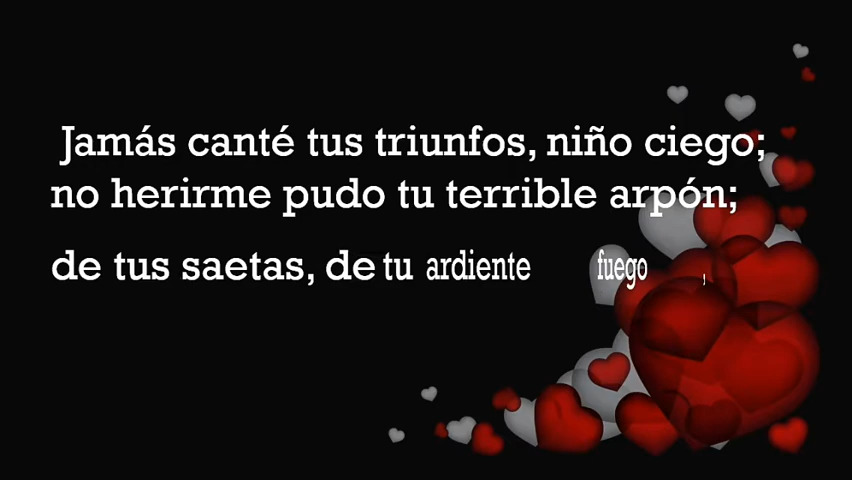 Jamás canté tus triunfos, niño ciego;
no herirme pudo tu terrible arpón;
de tus saetas, de tu ardiente fuego,